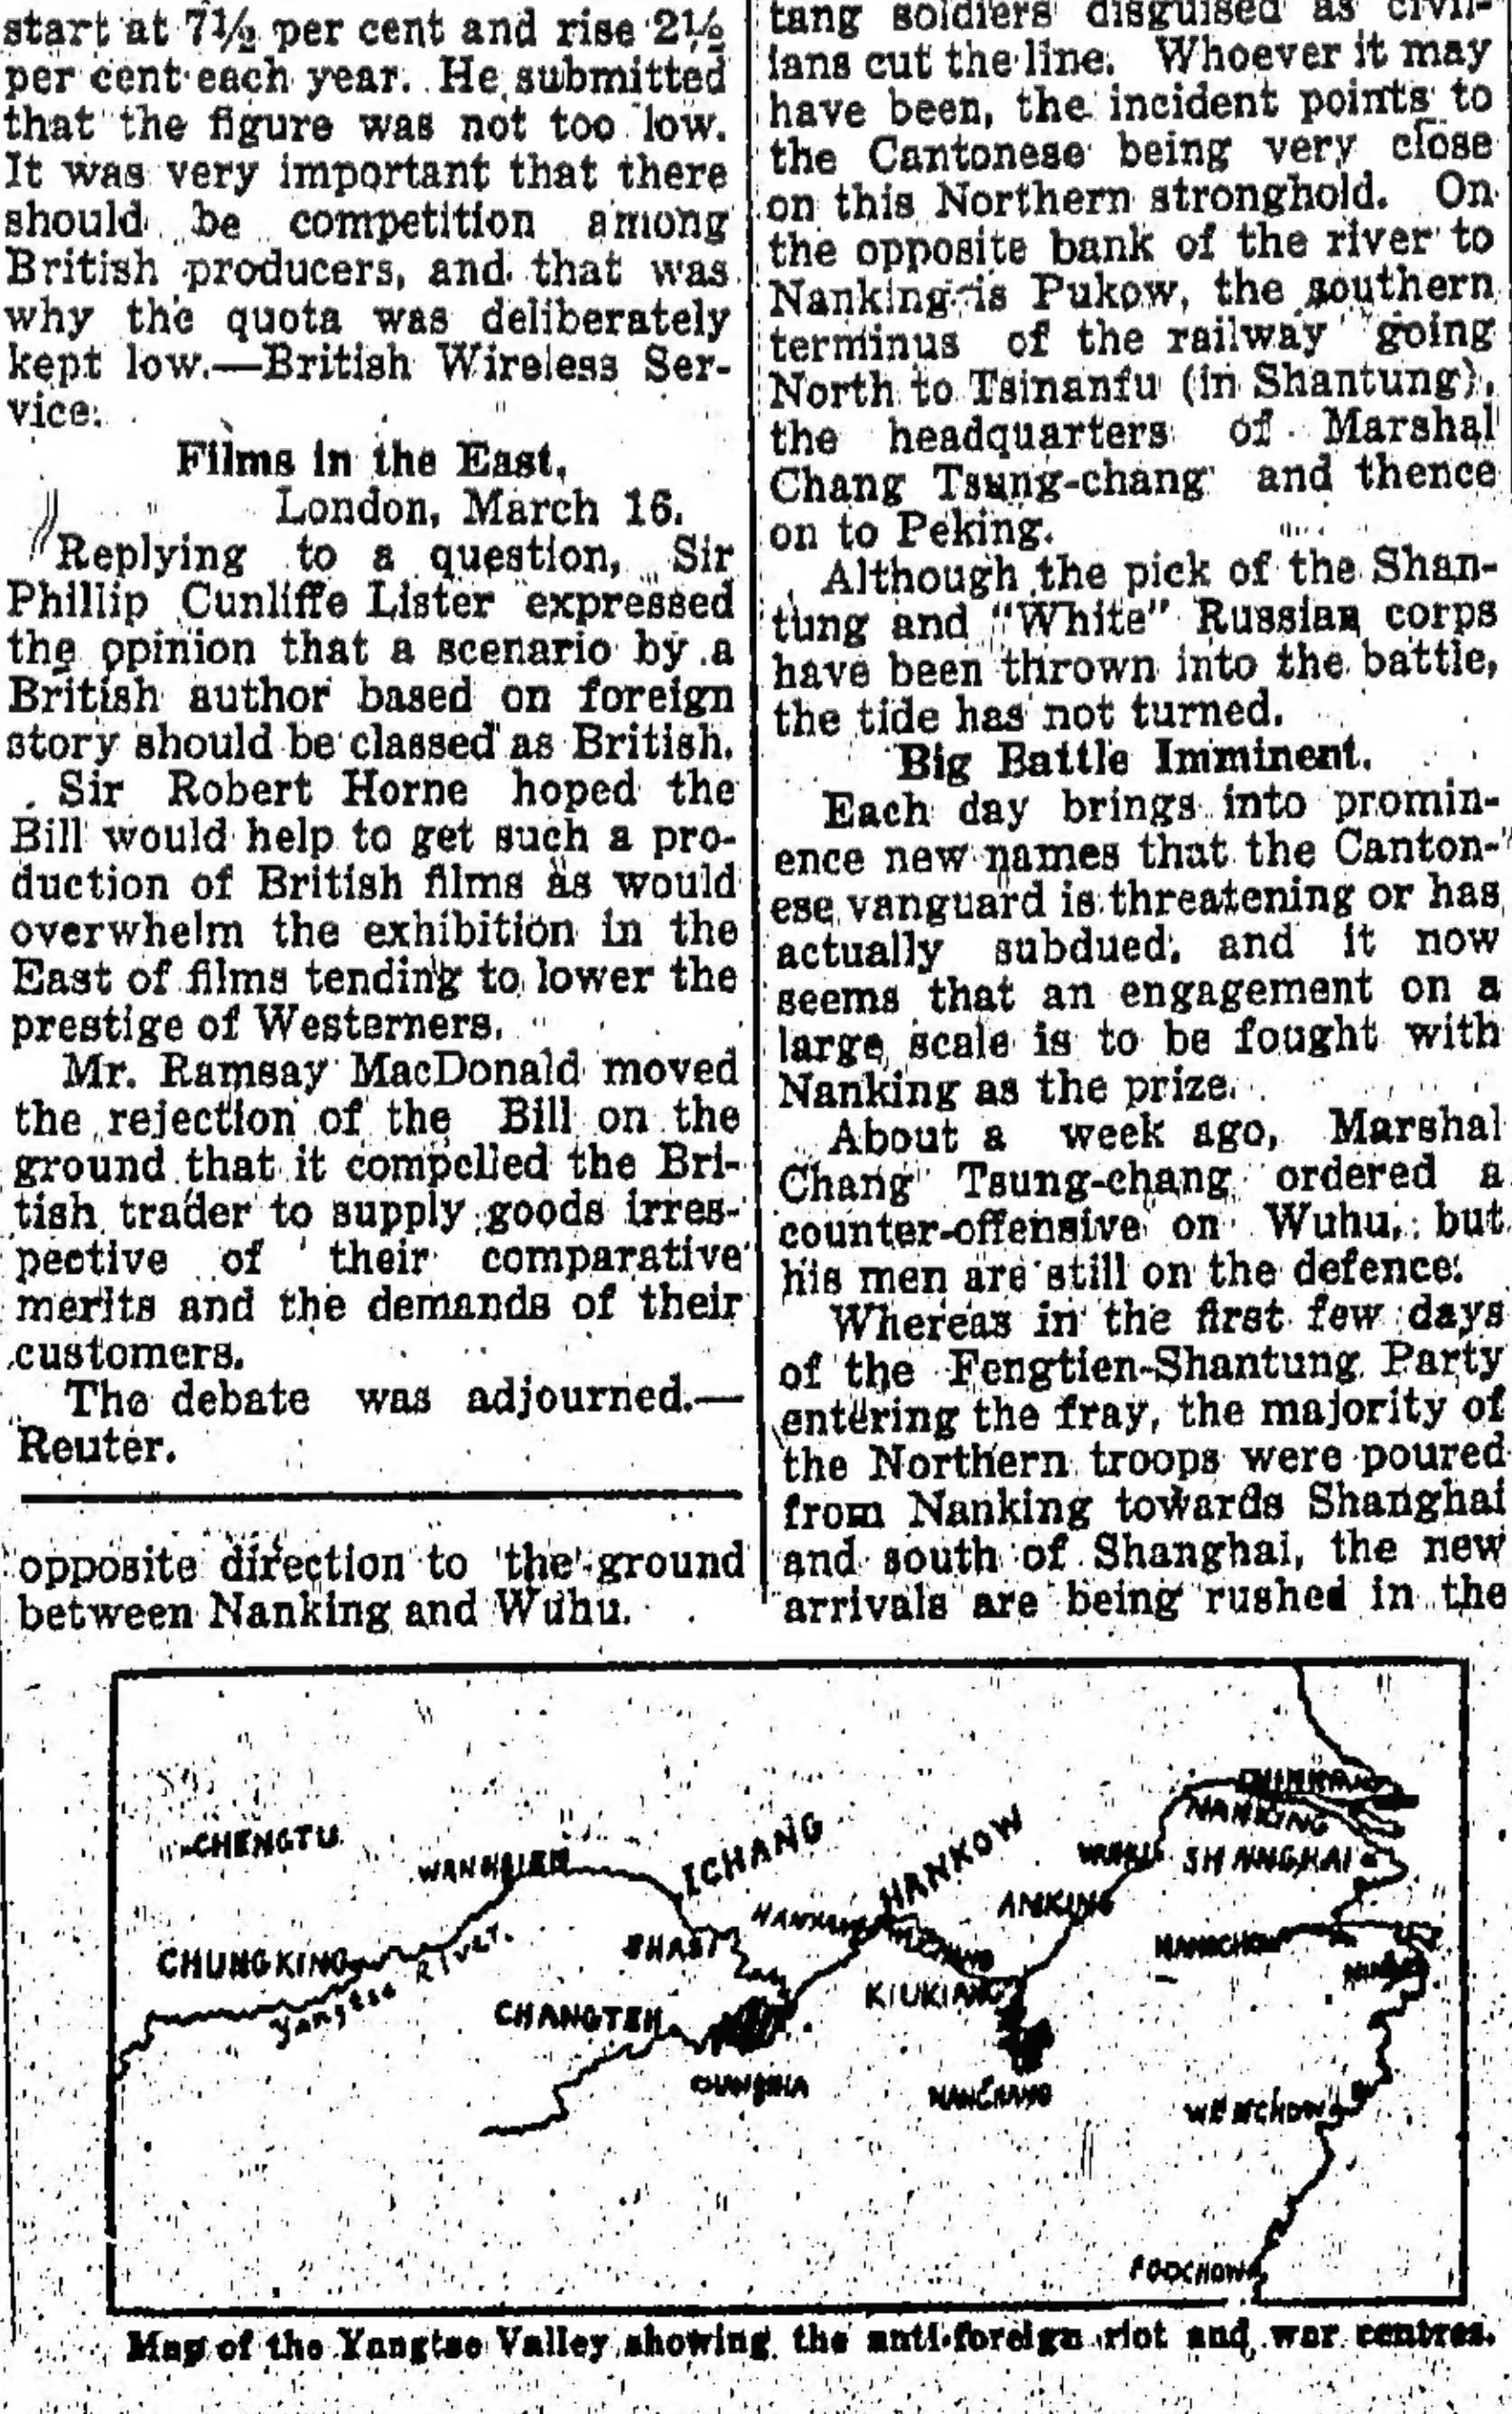 start at 7½ per cent and rise 2½
per cent each year. He submitted
that the figure was not too low.
It was very important that there
should be competition among
British producers, and that was
why the quota was deliberately
kept low.—British Wireless Ser-
vice.
Films in the East,
London, March 16.
Replying to a question, Sir
Phillip Cunliffe Lister expressed
the opinion that a scenario by a
British author based on foreign
story should be classed as British.
Sir Robert Horne hoped the
Bill would help to get such a pro-
duction of British films as would
overwhelm the exhibition in the
East of films tending to lower the
prestige of Westerners.
Mr. Ramsay MacDonald moved
the rejection of the Bill on the
ground that it compelled the Bri-
tish trader to supply goods irres-
pective of their comparative
merits and the demands of their
customers.
The debate was adjourned.—
Reuter.
tang soldiers disguised as civil-
ians cut the line. Whoever it may
have been, the incident points to
the Cantonese being very close
on this Northern stronghold. On
the opposite bank of the river to
Nanking is Pukow, the southern
terminus of the railway going
North to Tsinanfu (in Shantung),
the headquarters of Marshal
Chang Tsung-chang and thence
on to Peking.
Although the pick of the Shan-
tung and "White" Russian corps
have been thrown into the battle,
the tide has not turned.
Big Battle Imminent.
Each day brings into promin-
ence new names that the Canton-
ese vanguard is threatening or has
actually subdued, and it now
seems that an engagement on a
large scale is to be fought with
Nanking as the prize.
About a week ago, Marshal
Chang Tsung-chang ordered a
counter-offensive on Wuhu, but
his men are still on the defence.
Whereas in the first few days
of the Fengtien-Shantung Party
entering the fray, the majority of
the Northern troops were poured
from Nanking towards Shanghai
and south of Shanghai, the new
arrivals are being rushed in the
opposite direction to the ground
between Nanking and Wuhu.
NANKING
CHENGTU
ICHANG
HANKOW
WANHSIEN
WUHU
SHANGHAI
ANKING
SHASI
CHUNGKING
Yangtse RIVER.
HANGCHOW
KIUKIANG
CHANGTEH
CHANGSHA
NANCHANG
WENCHOW
FOOCHOW
Map of the Yangtse Valley showing the anti-foreign riot and war centres.